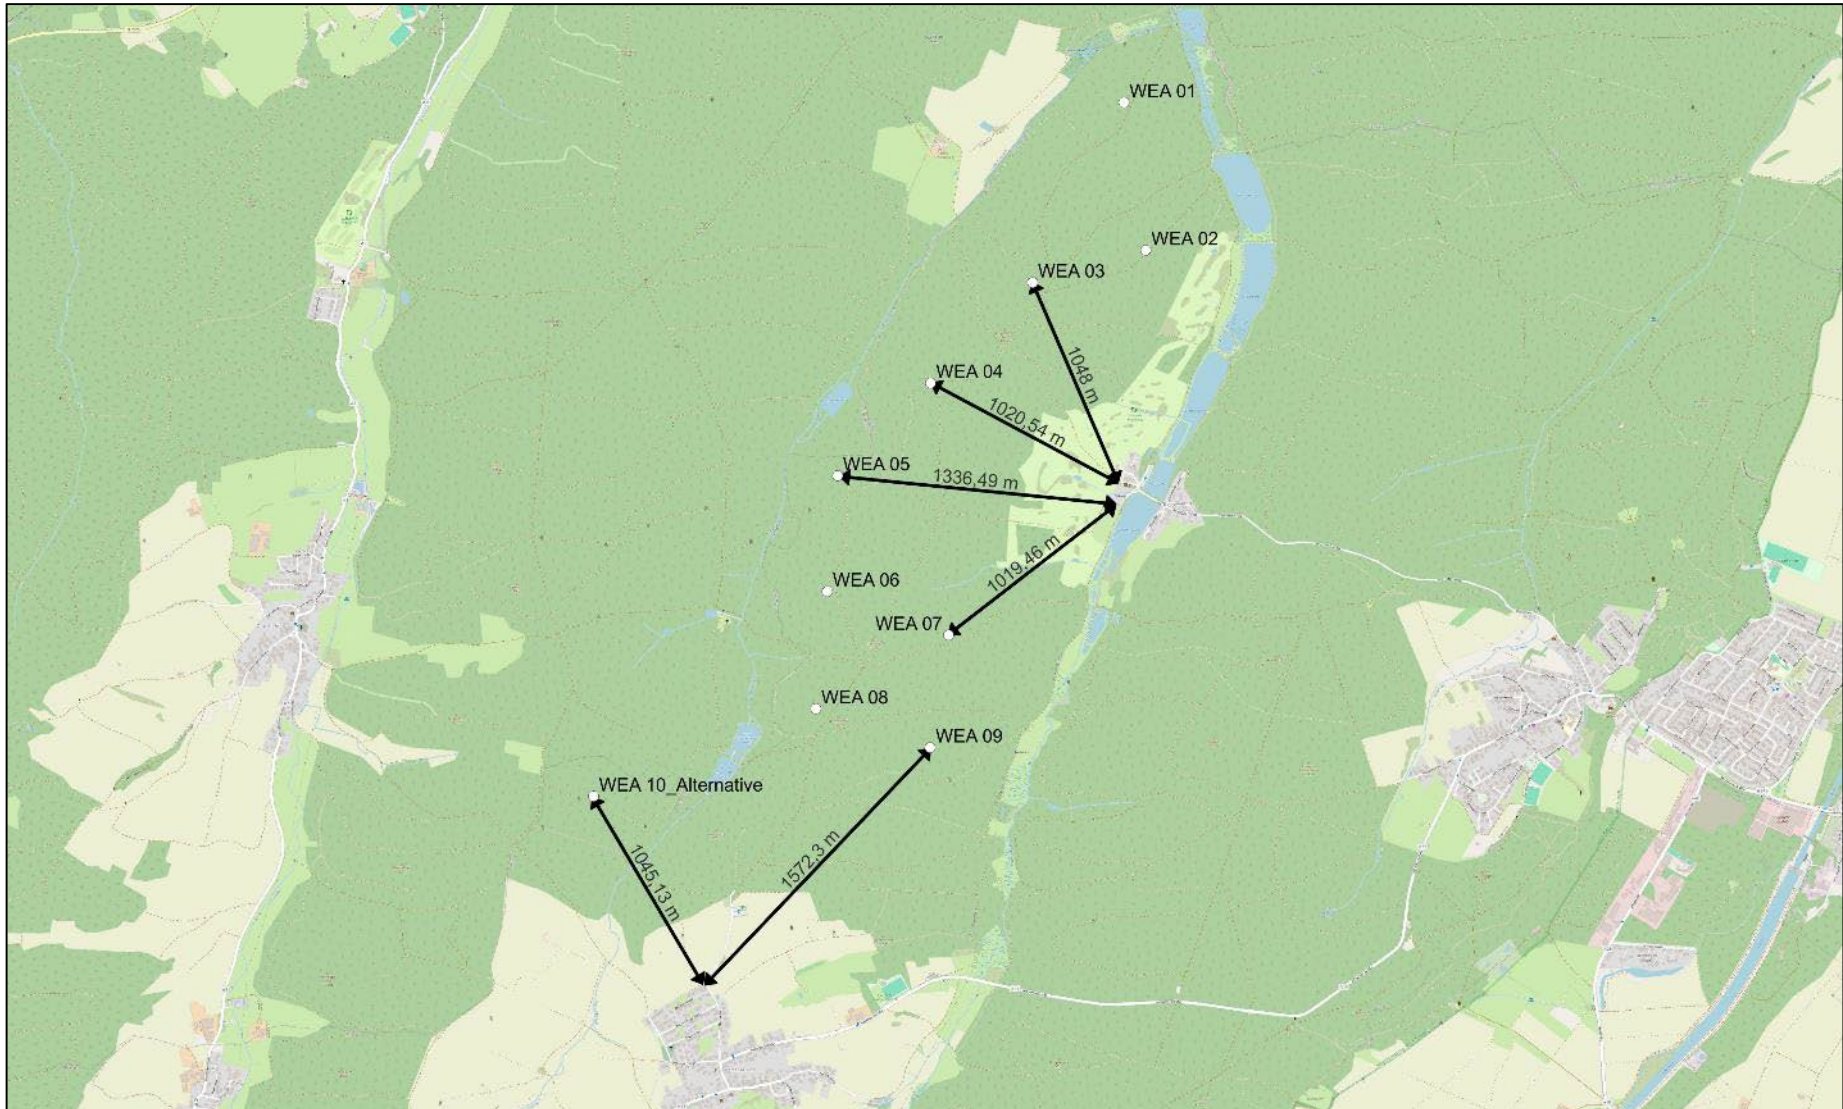 WEA 01
WEA 02
WEA 03
1048 m
WEA 04
1020,54 m
WEA 05
1336,49 m
WEA 06
1019,46 m
WEA 07
WEA 08
WEA 09
WEA 10_Alternative
1572,3 m
1045,13 m